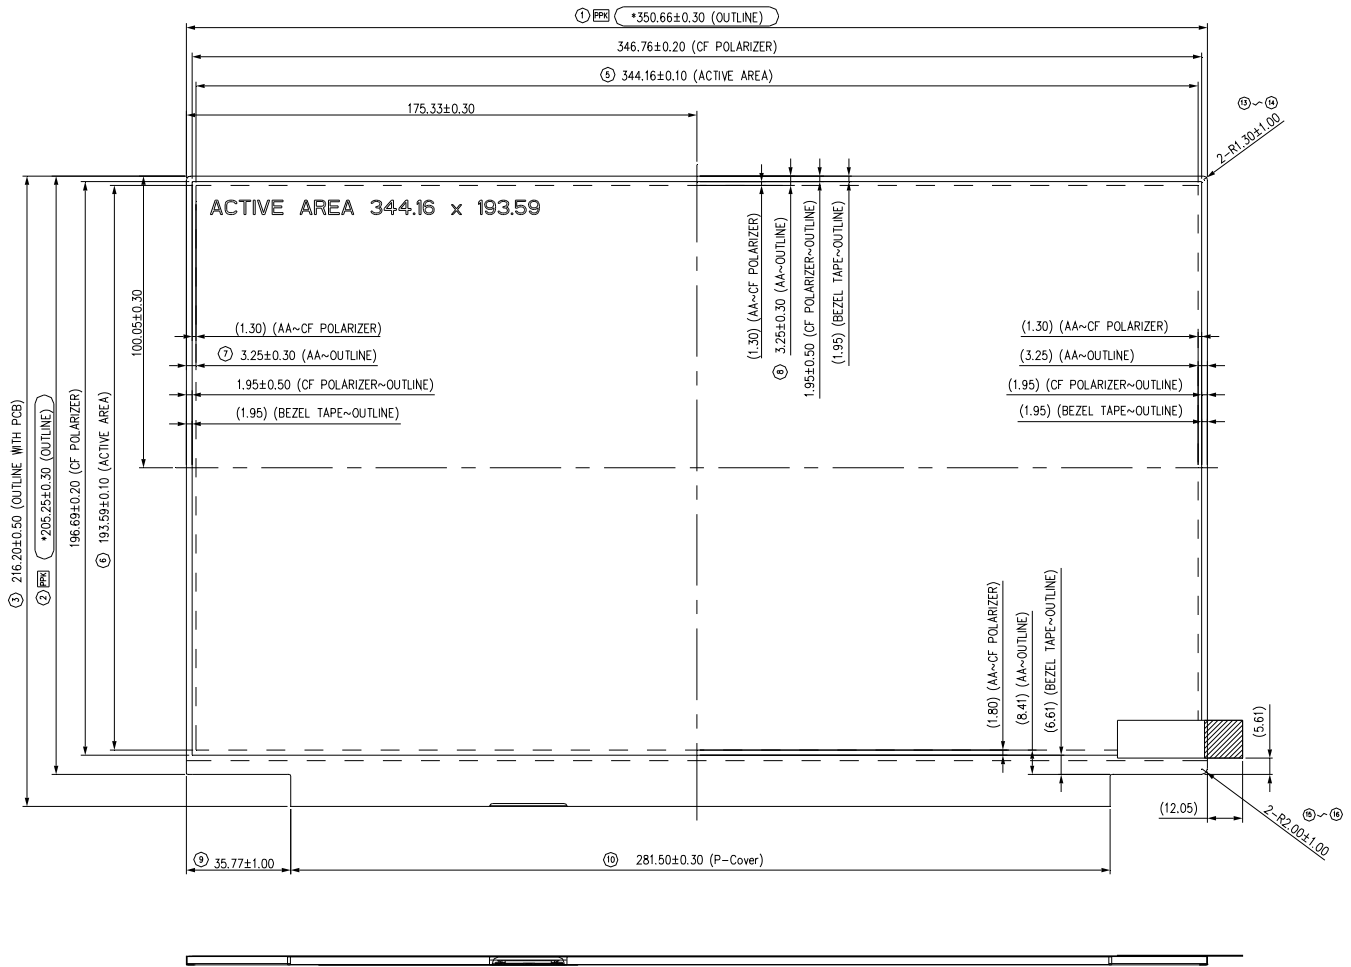 ① PPK *350.66±0.30 (OUTLINE)
346.76±0.20 (CF POLARIZER)
⑤ 344.16±0.10 (ACTIVE AREA)
175.33±0.30
⑬~⑭
2-R1.30±1.00
ACTIVE AREA 344.16 x 193.59
100.05±0.30
(1.30) (AA~CF POLARIZER)
⑦ 3.25±0.30 (AA~OUTLINE)
1.95±0.50 (CF POLARIZER~OUTLINE)
(1.95) (BEZEL TAPE~OUTLINE)
(1.30) (AA~CF POLARIZER)
⑧ 3.25±0.30 (AA~OUTLINE)
1.95±0.50 (CF POLARIZER~OUTLINE)
(1.95) (BEZEL TAPE~OUTLINE)
(1.30) (AA~CF POLARIZER)
(3.25) (AA~OUTLINE)
(1.95) (CF POLARIZER~OUTLINE)
(1.95) (BEZEL TAPE~OUTLINE)
③ 216.20±0.50 (OUTLINE WITH PCB)
② PPK *205.25±0.30 (OUTLINE)
196.69±0.20 (CF POLARIZER)
⑥ 193.59±0.10 (ACTIVE AREA)
(1.80) (AA~CF POLARIZER)
(8.41) (AA~OUTLINE)
(6.61) (BEZEL TAPE~OUTLINE)
(5.61)
(12.05)
⑮~⑯
2-R2.00±1.00
⑨ 35.77±1.00
⑩ 281.50±0.30 (P-Cover)